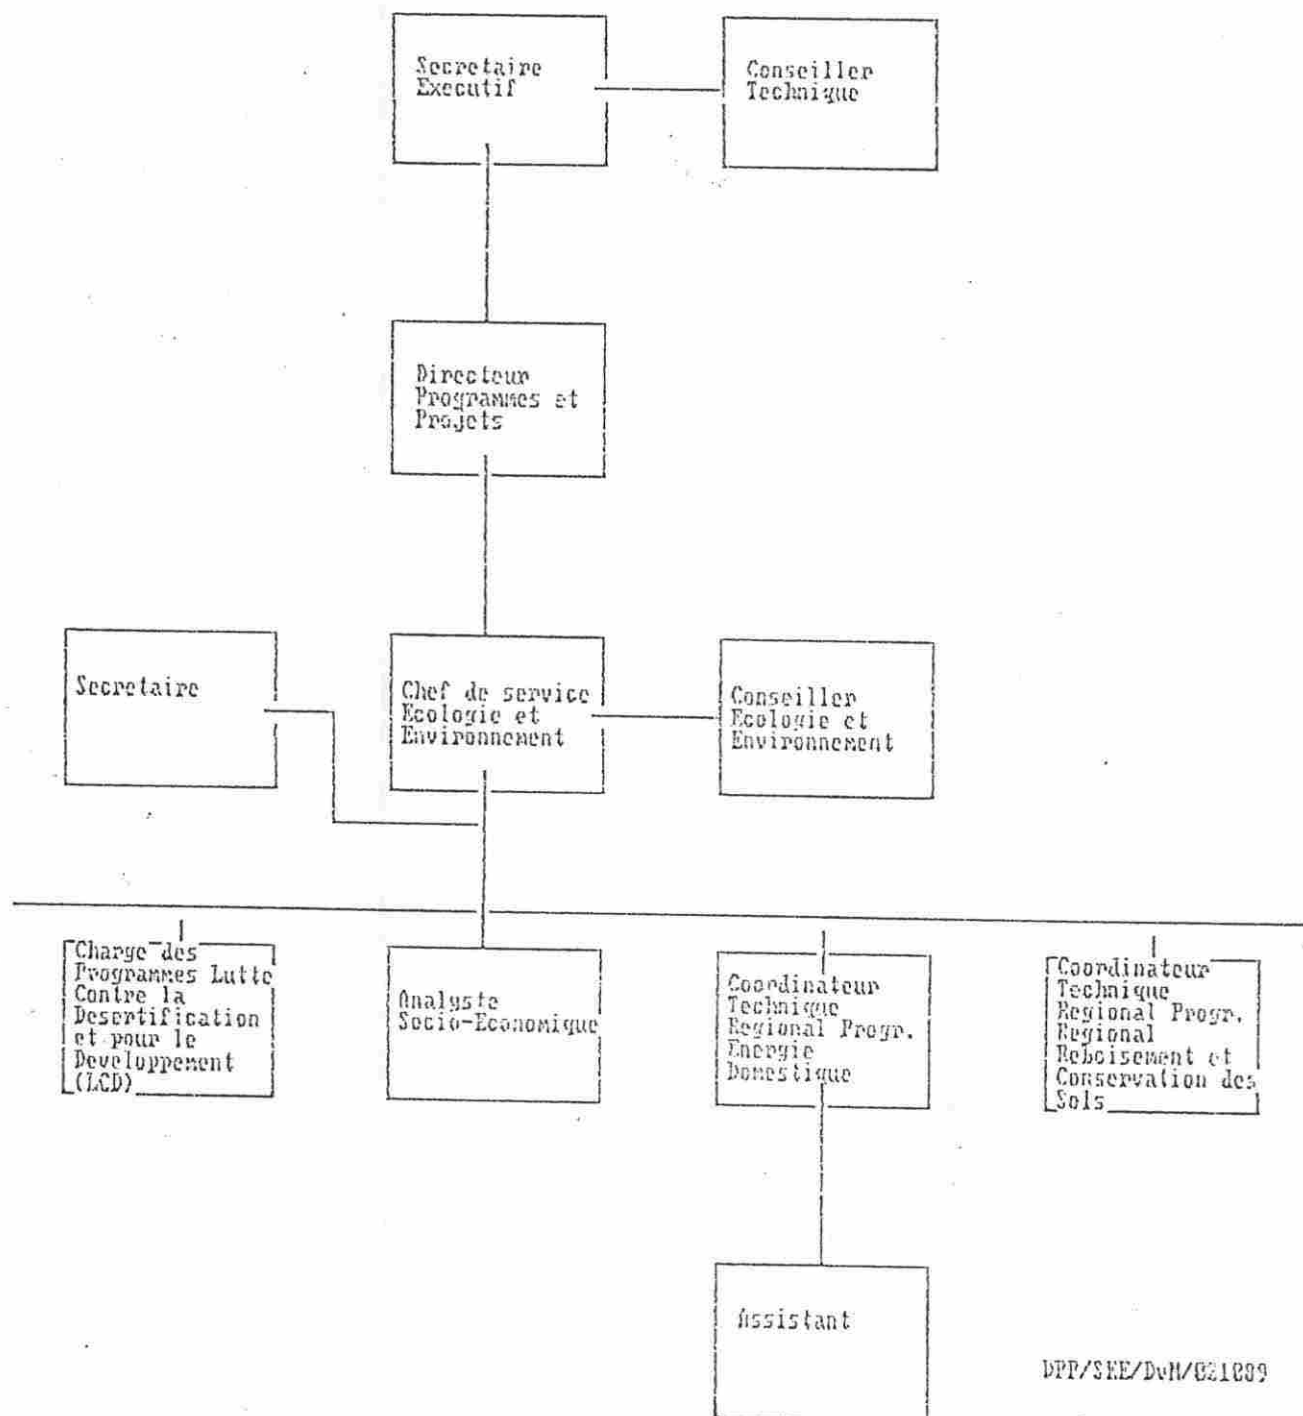 Secretaire
Executif
Conseiller
Technique
Directeur
Programmes et
Projets
Secretaire
Chef de service
Ecologie et
Environnement
Conseiller
Ecologie et
Environnement
Charge des
Programmes Lutte
Contre la
Desertification
et pour le
Developpement
(LCD)
Analyste
Socio-Economique
Coordinateur
Technique
Regional Progr.
Energie
Domestique
Coordinateur
Technique
Regional Progr.
Regional
Reboisement et
Conservation des
Sols
Assistant
DPP/SEE/DvM/021089